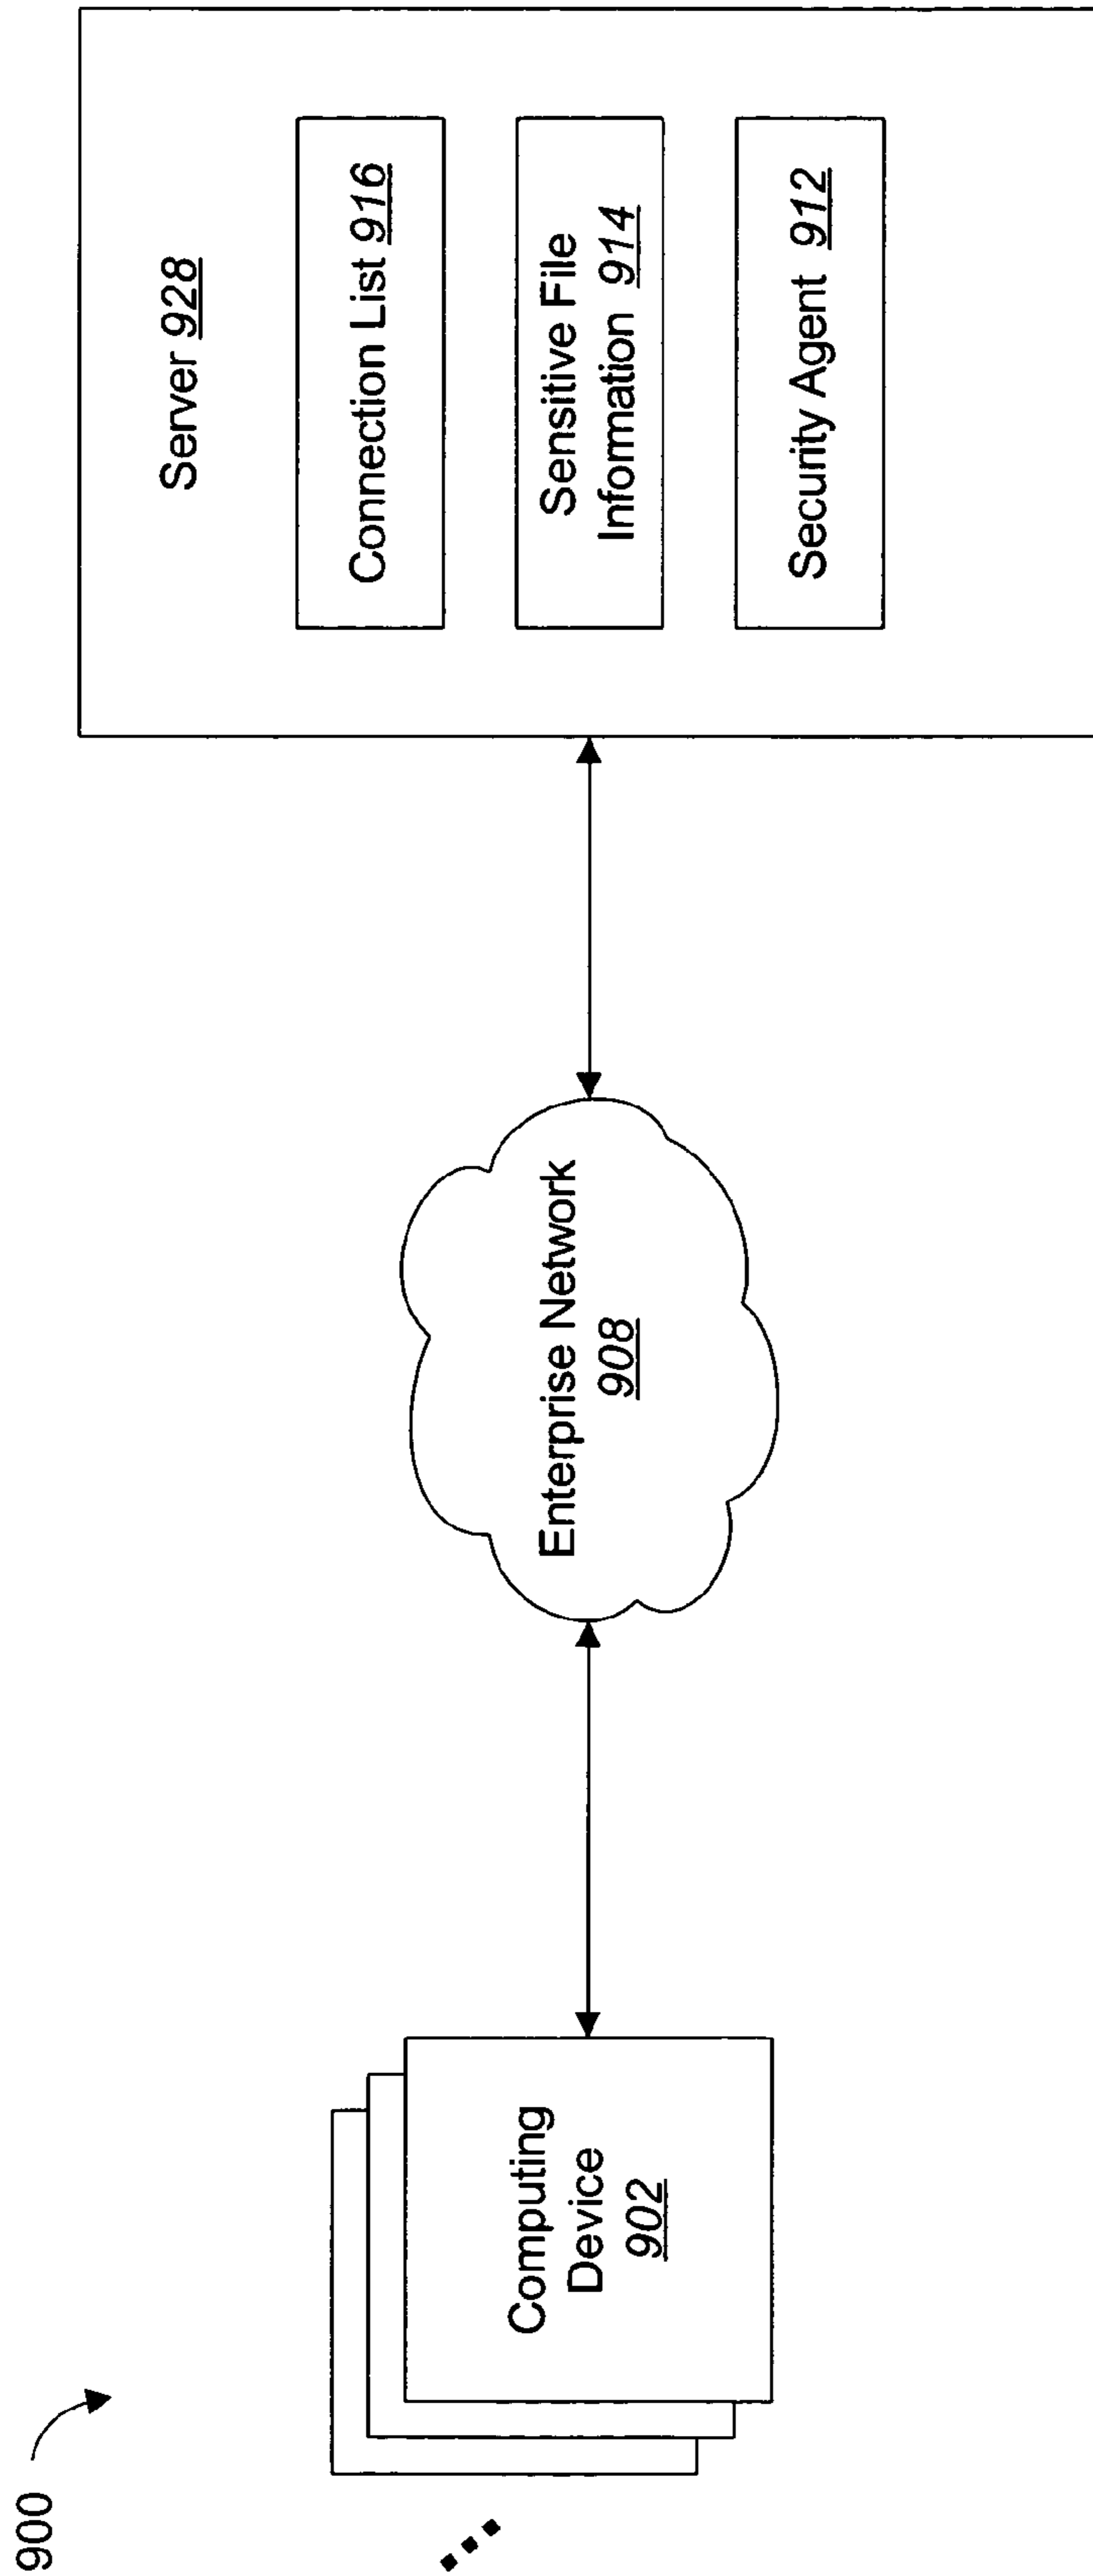 900
Computing
Device
902
Enterprise Network
908
Server 928
Connection List 916
Sensitive File
Information 914
Security Agent 912